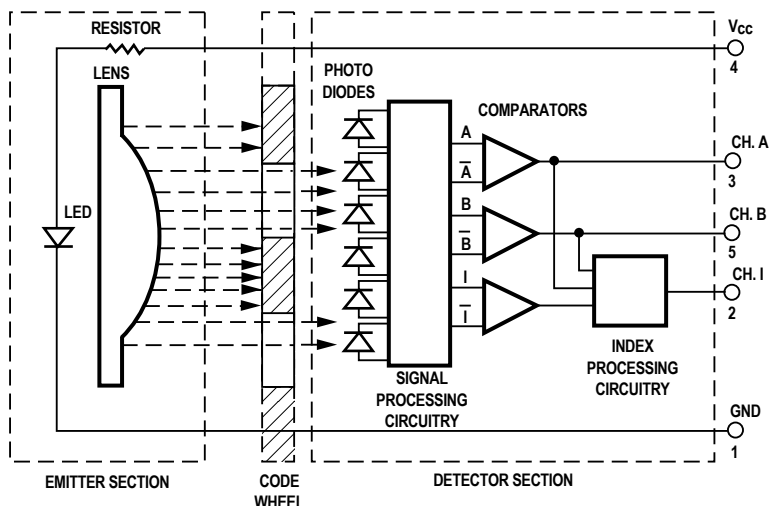 RESISTOR
LENS
LED
EMITTER SECTION
CODE
WHEEL
PHOTO
DIODES
COMPARATORS
A
A̅
B
B̅
I
I̅
SIGNAL
PROCESSING
CIRCUITRY
INDEX
PROCESSING
CIRCUITRY
DETECTOR SECTION
VCC
4
CH. A
3
CH. B
5
CH. I
2
GND
1